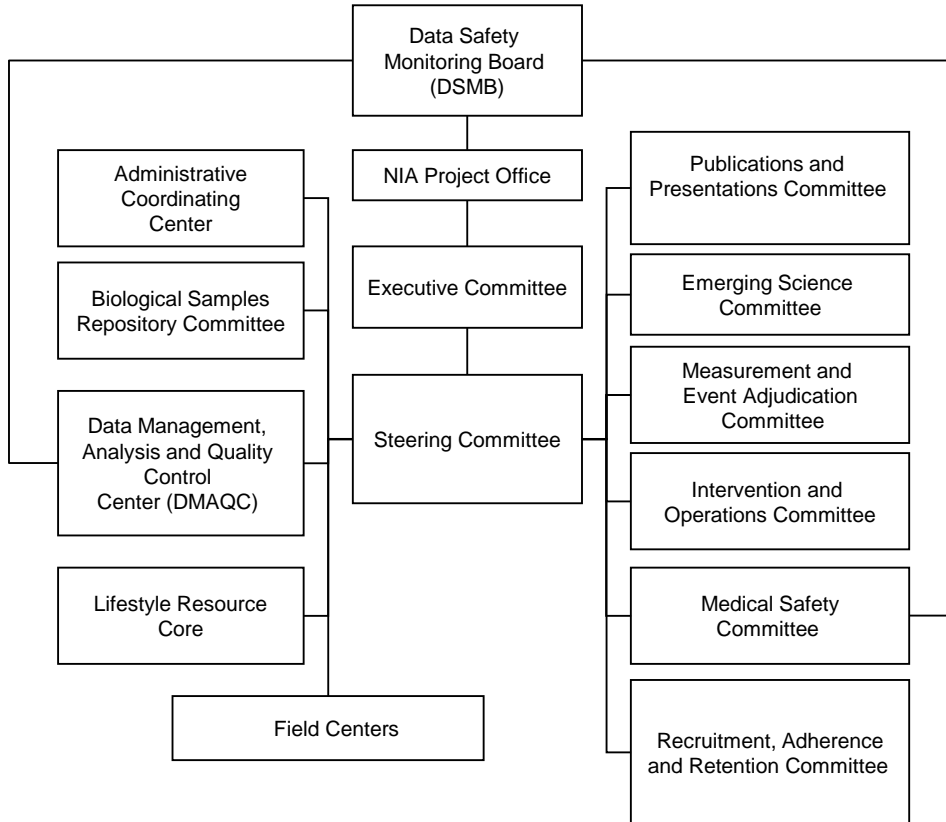 Data Safety
Monitoring Board
(DSMB)
NIA Project Office
Executive Committee
Steering Committee
Administrative
Coordinating
Center
Biological Samples
Repository Committee
Data Management,
Analysis and Quality
Control
Center (DMAQC)
Lifestyle Resource
Core
Field Centers
Publications and
Presentations Committee
Emerging Science
Committee
Measurement and
Event Adjudication
Committee
Intervention and
Operations Committee
Medical Safety
Committee
Recruitment, Adherence
and Retention Committee